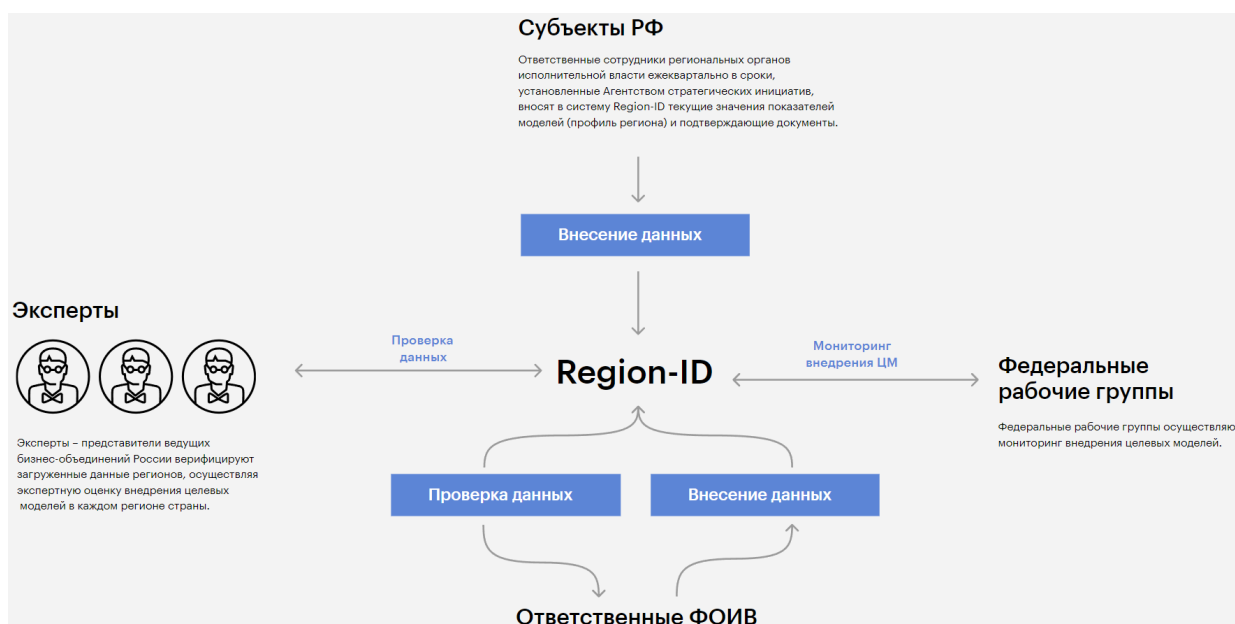 Субъекты РФ
Ответственные сотрудники региональных органов
исполнительной власти ежеквартально в сроки,
установленные Агентством стратегических инициатив,
вносят в систему Region-ID текущие значения показателей
моделей (профиль региона) и подтверждающие документы.
Внесение данных
Эксперты
Проверка
данных
Region-ID
Мониторинг
внедрения ЦМ
Федеральные
рабочие группы
Федеральные рабочие группы осуществляю
мониторинг внедрения целевых моделей.
Эксперты – представители ведущих
бизнес-объединений России верифицируют
загруженные данные регионов, осуществляя
экспертную оценку внедрения целевых
моделей в каждом регионе страны.
Проверка данных
Внесение данных
Ответственные ФОИВ